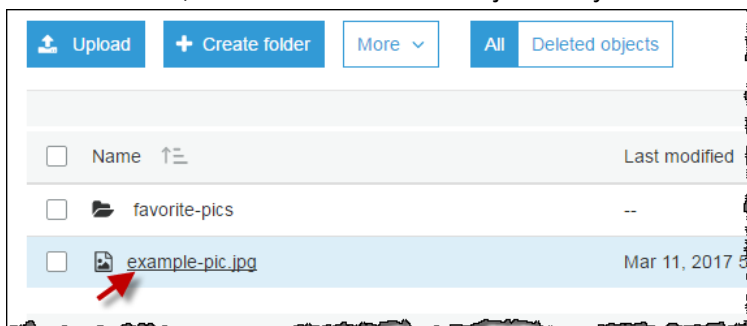 Upload + Create folder More All Deleted objects
Name Last modified
favorite-pics --
example-pic.jpg Mar 11, 2017